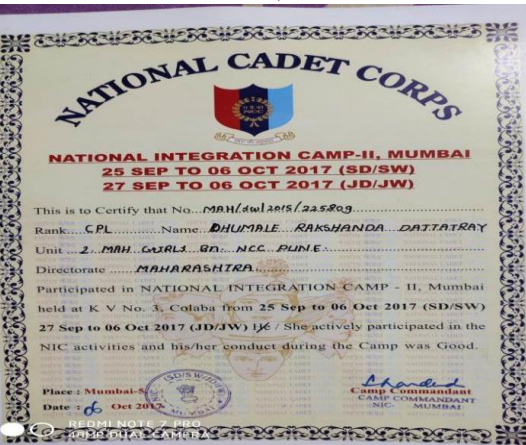 NATIONAL CADET CORPS
NATIONAL INTEGRATION CAMP-II, MUMBAI
25 SEP TO 06 OCT 2017 (SD/SW)
27 SEP TO 06 OCT 2017 (JD/JW)
This is to Certify that No. MAH/JW/2015/225809
Rank CPL Name DHUMALE RAKSHANDA DATTATRAY
Unit 2 MAH GIRLS BN. NCC PUNE.
Directorate MAHARASHTRA
Participated in NATIONAL INTEGRATION CAMP - II, Mumbai
held at K V No. 3, Colaba from 25 Sep to 06 Oct 2017 (SD/SW)
27 Sep to 06 Oct 2017 (JD/JW) He / She actively participated in the
NIC activities and his/her conduct during the Camp was Good.
Place : Mumbai-5
Date : 06 Oct 2017
Camp Commandant
CAMP COMMANDANT
NIC MUMBAI
REDMI NOTE 7 PRO
48MP DUAL CAMERA